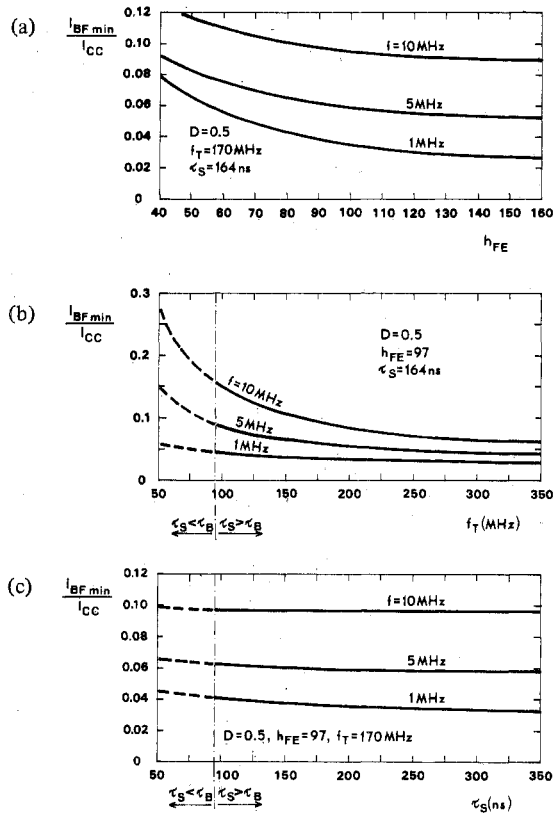 (a)
I_BF min
I_CC
0.12
0.10
0.08
0.06
0.04
0.02
0
f=10MHz
5MHz
1MHz
D=0.5
f_T=170MHz
τ_S=164ns
40 50 60 70 80 90 100 110 120 130 140 150 160
h_FE
(b)
I_BF min
I_CC
0.3
0.2
0.1
0
D=0.5
h_FE=97
τ_S=164ns
f=10MHz
5MHz
1MHz
50 100 150 200 250 300 350
τ_S<τ_B τ_S>τ_B
f_T(MHz)
(c)
I_BF min
I_CC
0.12
0.10
0.08
0.06
0.04
0.02
0
f=10MHz
5MHz
1MHz
D=0.5, h_FE=97, f_T=170MHz
50 100 150 200 250 300 350
τ_S<τ_B τ_S>τ_B
τ_S(ns)